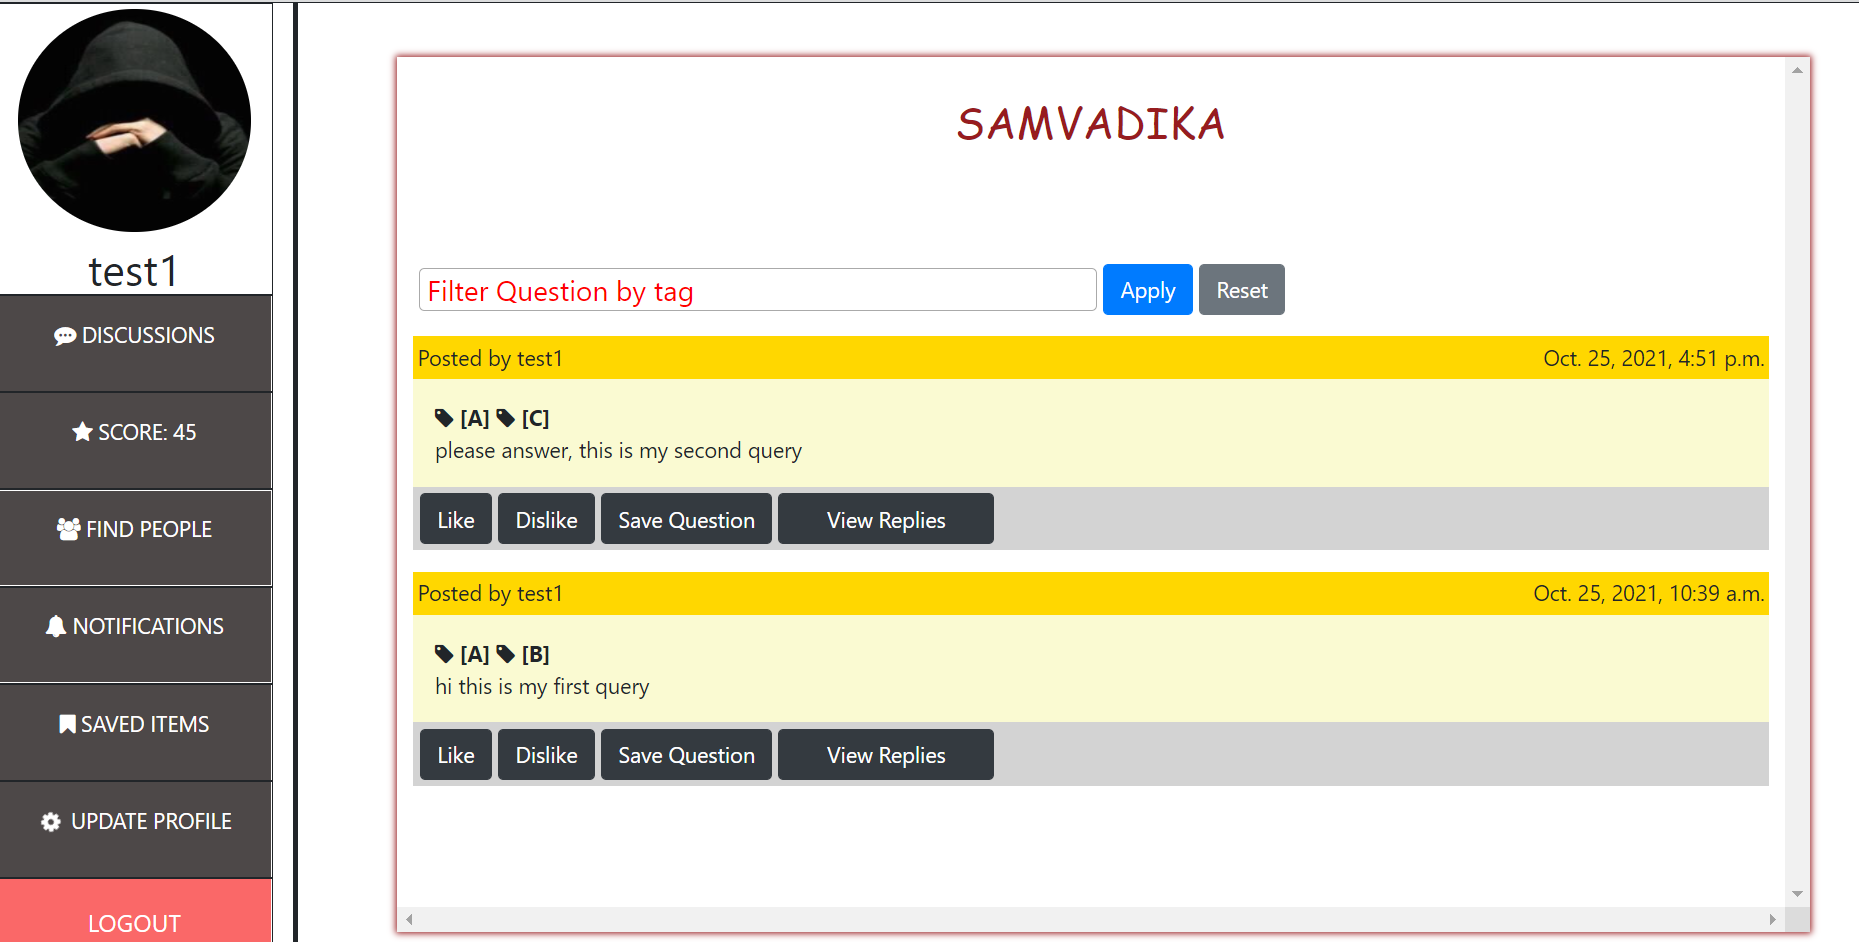 test1
DISCUSSIONS
SCORE: 45
FIND PEOPLE
NOTIFICATIONS
SAVED ITEMS
UPDATE PROFILE
LOGOUT
SAMVADIKA
Filter Question by tag Apply Reset
Posted by test1 Oct. 25, 2021, 4:51 p.m.
[A] [C]
please answer, this is my second query
Like Dislike Save Question View Replies
Posted by test1 Oct. 25, 2021, 10:39 a.m.
[A] [B]
hi this is my first query
Like Dislike Save Question View Replies